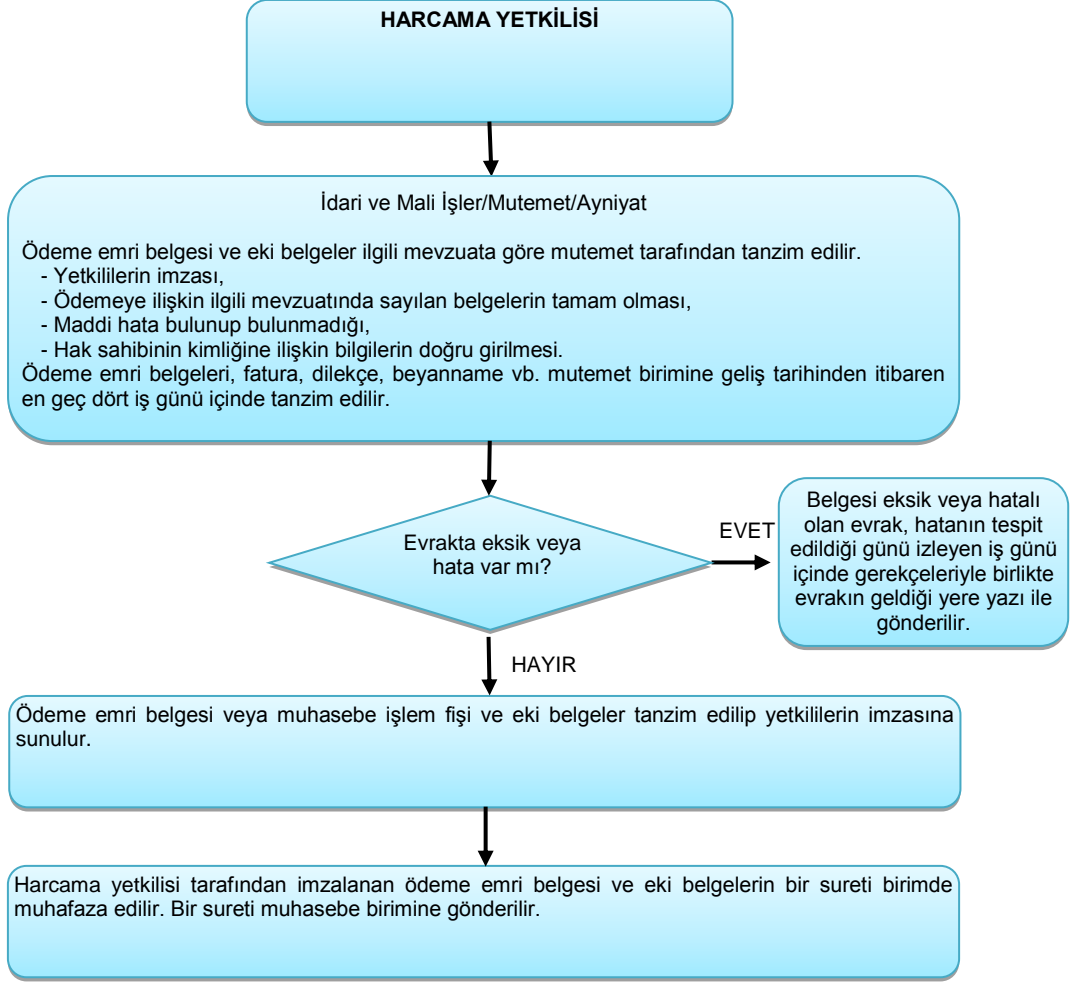 HARCAMA YETKİLİSİ
İdari ve Mali İşler/Mutemet/Ayniyat
Ödeme emri belgesi ve eki belgeler ilgili mevzuata göre mutemet tarafından tanzim edilir.
- Yetkililerin imzası,
- Ödemeye ilişkin ilgili mevzuatında sayılan belgelerin tamam olması,
- Maddi hata bulunup bulunmadığı,
- Hak sahibinin kimliğine ilişkin bilgilerin doğru girilmesi.
Ödeme emri belgeleri, fatura, dilekçe, beyanname vb. mutemet birimine geliş tarihinden itibaren
en geç dört iş günü içinde tanzim edilir.
Evrakta eksik veya
hata var mı?
EVET
Belgesi eksik veya hatalı
olan evrak, hatanın tespit
edildiği günü izleyen iş günü
içinde gerekçeleriyle birlikte
evrakın geldiği yere yazı ile
gönderilir.
HAYIR
Ödeme emri belgesi veya muhasebe işlem fişi ve eki belgeler tanzim edilip yetkililerin imzasına
sunulur.
Harcama yetkilisi tarafından imzalanan ödeme emri belgesi ve eki belgelerin bir sureti birimde
muhafaza edilir. Bir sureti muhasebe birimine gönderilir.